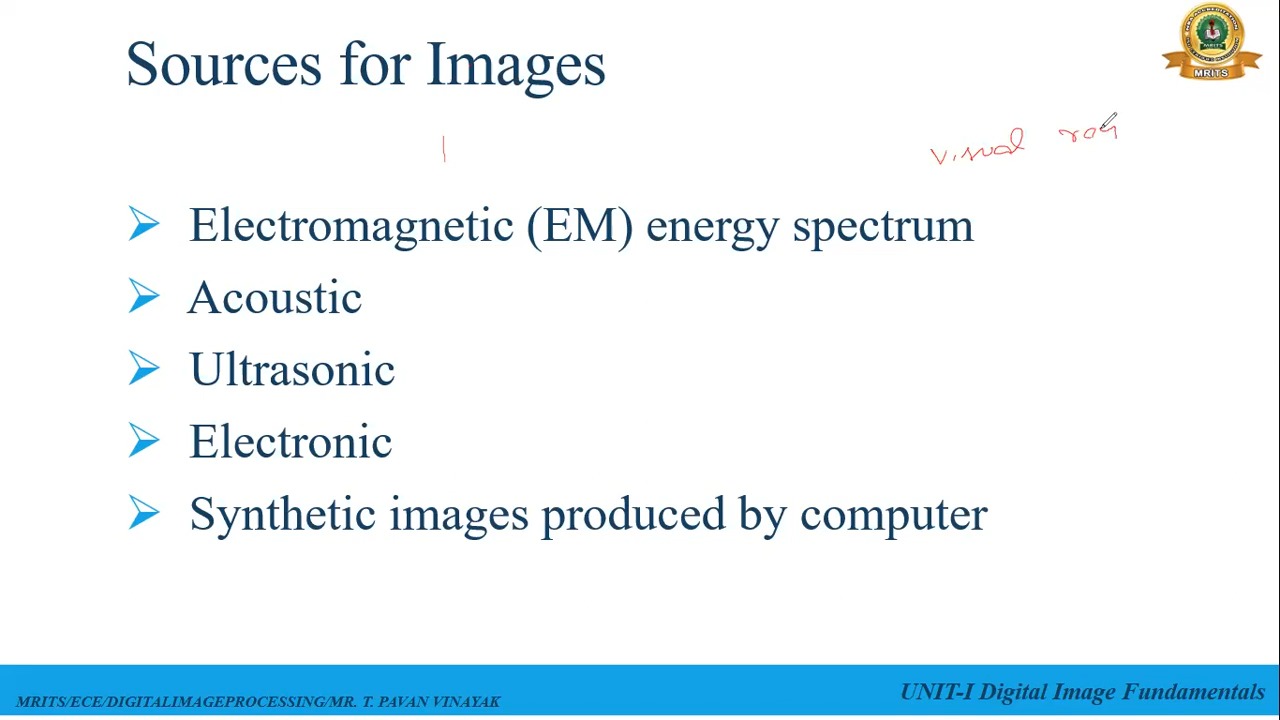 Sources for Images
MRITS
visual
➢ Electromagnetic (EM) energy spectrum
➢ Acoustic
➢ Ultrasonic
➢ Electronic
➢ Synthetic images produced by computer
MRITS/ECE/DIGITALIMAGEPROCESSING/MR. T. PAVAN VINAYAK
UNIT-I Digital Image Fundamentals